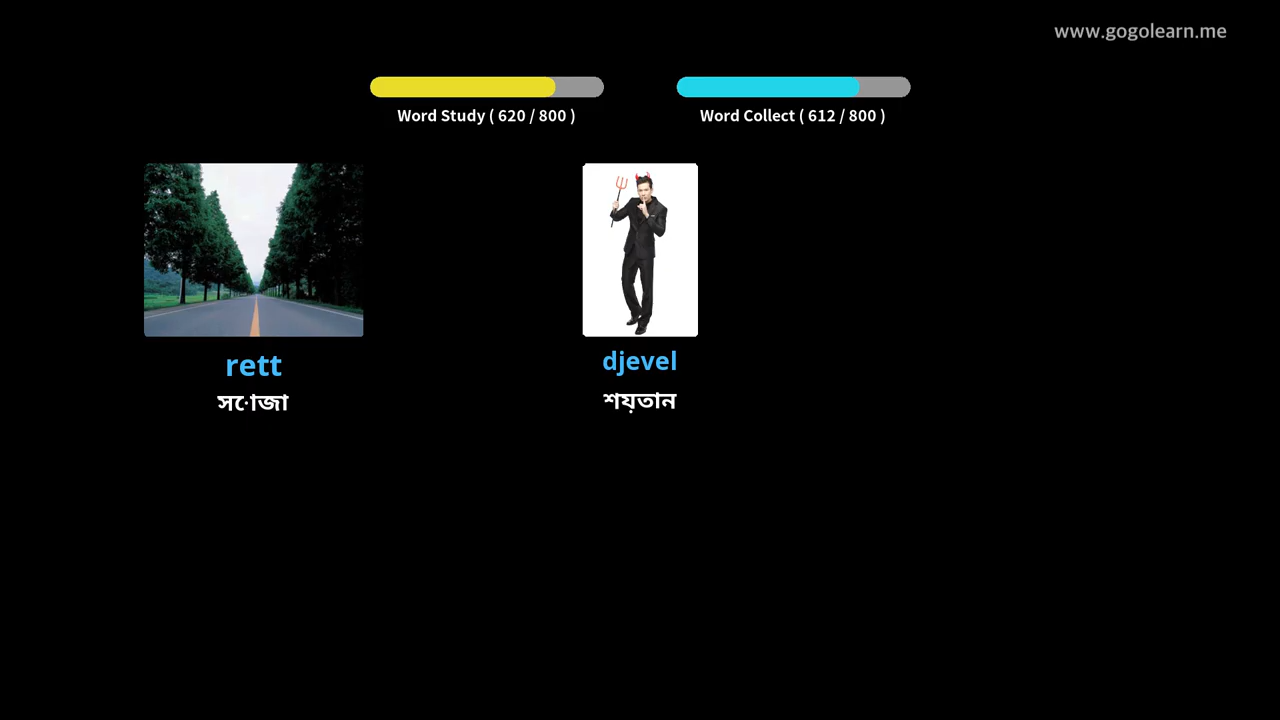 www.gogolearn.me
Word Study ( 620 / 800 )
Word Collect ( 612 / 800 )
rett
সোজা
djevel
শয়তান